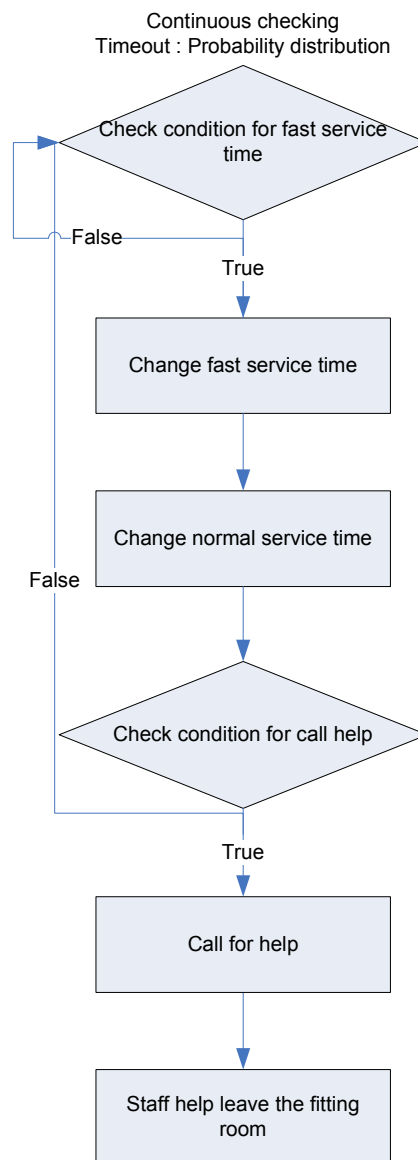 Continuous checking
Timeout : Probability distribution
Check condition for fast service
time
False
True
Change fast service time
Change normal service time
False
Check condition for call help
True
Call for help
Staff help leave the fitting
room